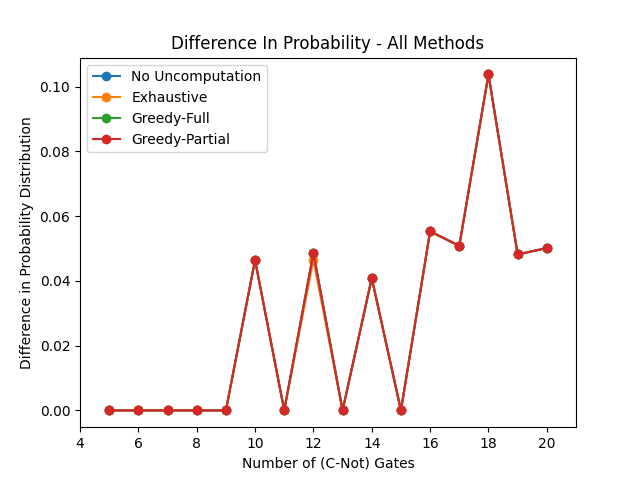 Difference In Probability - All Methods
No Uncomputation
Exhaustive
Greedy-Full
Greedy-Partial
Difference in Probability Distribution
0.10
0.08
0.06
0.04
0.02
0.00
4 6 8 10 12 14 16 18 20
Number of (C-Not) Gates